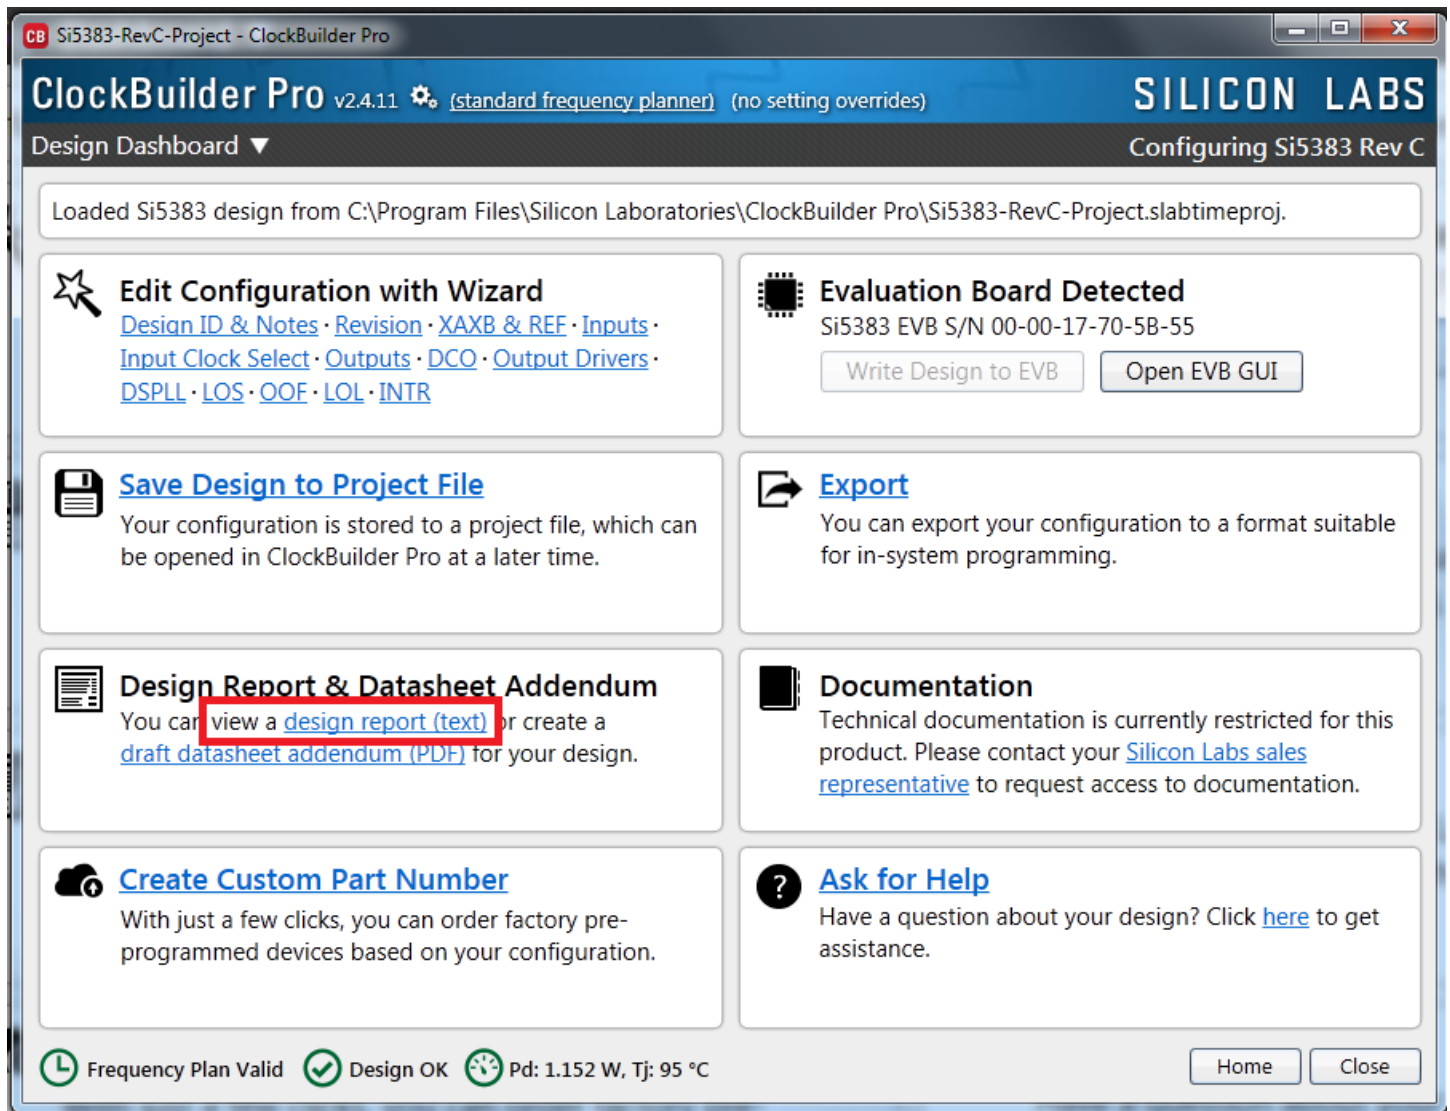 CB Si5383-RevC-Project - ClockBuilder Pro
ClockBuilder Pro v2.4.11 (standard frequency planner) (no setting overrides) SILICON LABS
Design Dashboard ▼ Configuring Si5383 Rev C
Loaded Si5383 design from C:\Program Files\Silicon Laboratories\ClockBuilder Pro\Si5383-RevC-Project.slabtimeproj.
Edit Configuration with Wizard
Design ID & Notes · Revision · XAXB & REF · Inputs ·
Input Clock Select · Outputs · DCO · Output Drivers ·
DSPLL · LOS · OOF · LOL · INTR
Evaluation Board Detected
Si5383 EVB S/N 00-00-17-70-5B-55
Write Design to EVB Open EVB GUI
Save Design to Project File
Your configuration is stored to a project file, which can
be opened in ClockBuilder Pro at a later time.
Export
You can export your configuration to a format suitable
for in-system programming.
Design Report & Datasheet Addendum
You can view a design report (text) or create a
draft datasheet addendum (PDF) for your design.
Documentation
Technical documentation is currently restricted for this
product. Please contact your Silicon Labs sales
representative to request access to documentation.
Create Custom Part Number
With just a few clicks, you can order factory pre-
programmed devices based on your configuration.
Ask for Help
Have a question about your design? Click here to get
assistance.
Frequency Plan Valid Design OK Pd: 1.152 W, Tj: 95 °C Home Close